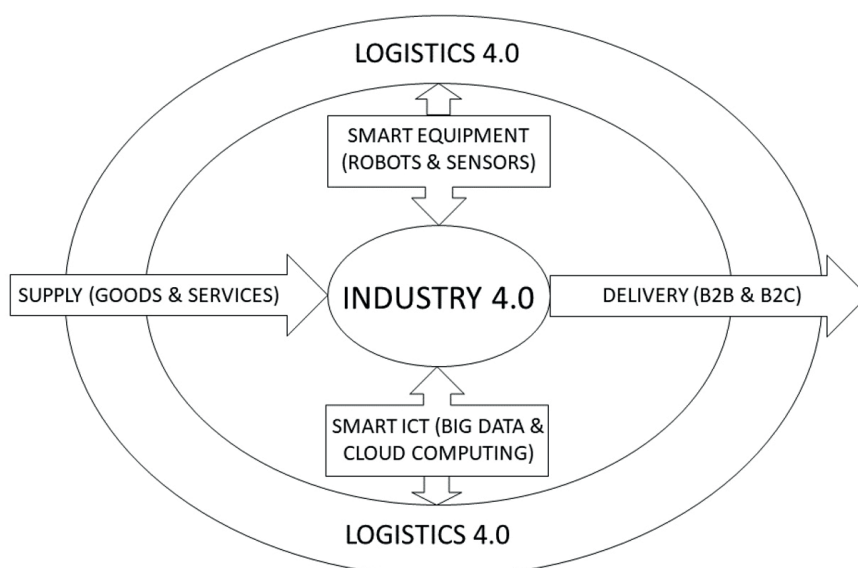 LOGISTICS 4.0
SMART EQUIPMENT
(ROBOTS & SENSORS)
SUPPLY (GOODS & SERVICES)
INDUSTRY 4.0
DELIVERY (B2B & B2C)
SMART ICT (BIG DATA &
CLOUD COMPUTING)
LOGISTICS 4.0